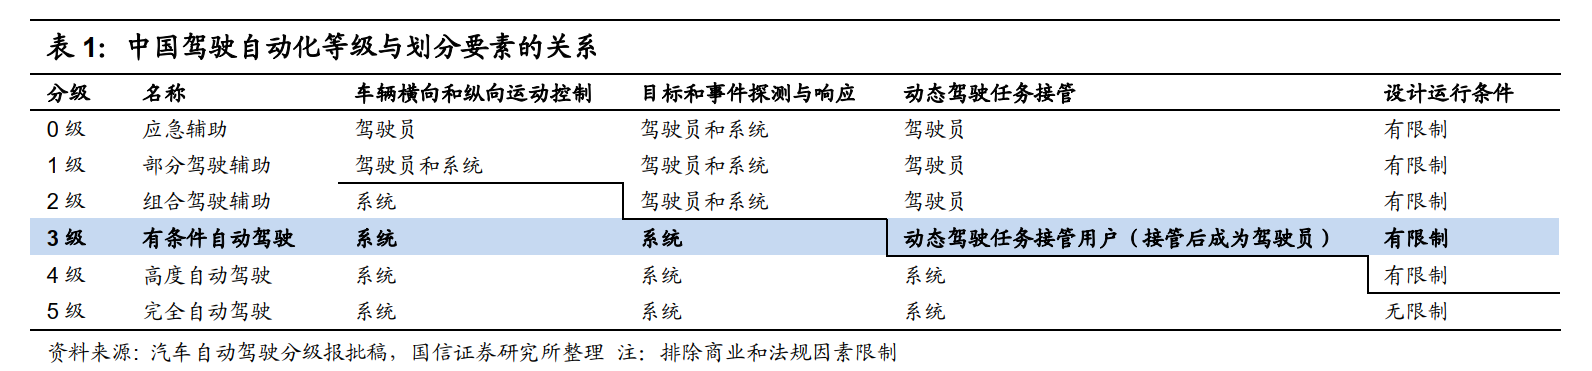 表 1: 中国驾驶自动化等级与划分要素的关系
分级 名称 车辆横向和纵向运动控制 目标和事件探测与响应 动态驾驶任务接管 设计运行条件
0 级 应急辅助 驾驶员 驾驶员和系统 驾驶员 有限制
1 级 部分驾驶辅助 驾驶员和系统 驾驶员和系统 驾驶员 有限制
2 级 组合驾驶辅助 系统 驾驶员和系统 驾驶员 有限制
3 级 有条件自动驾驶 系统 系统 动态驾驶任务接管用户（接管后成为驾驶员） 有限制
4 级 高度自动驾驶 系统 系统 系统 有限制
5 级 完全自动驾驶 系统 系统 系统 无限制
资料来源: 汽车自动驾驶分级报批稿，国信证券研究所整理 注: 排除商业和法规因素限制